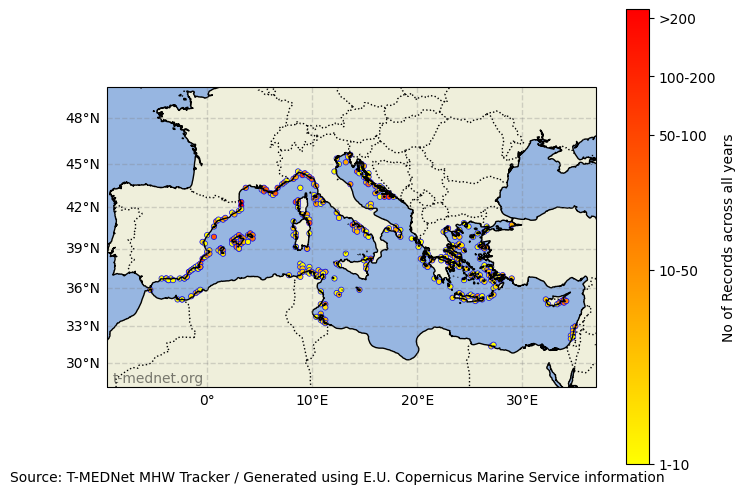 >200
100-200
50-100
10-50
1-10
No of Records across all years
48°N
45°N
42°N
39°N
36°N
33°N
30°N
t-mednet.org
0°
10°E
20°E
30°E
Source: T-MEDNet MHW Tracker / Generated using E.U. Copernicus Marine Service information